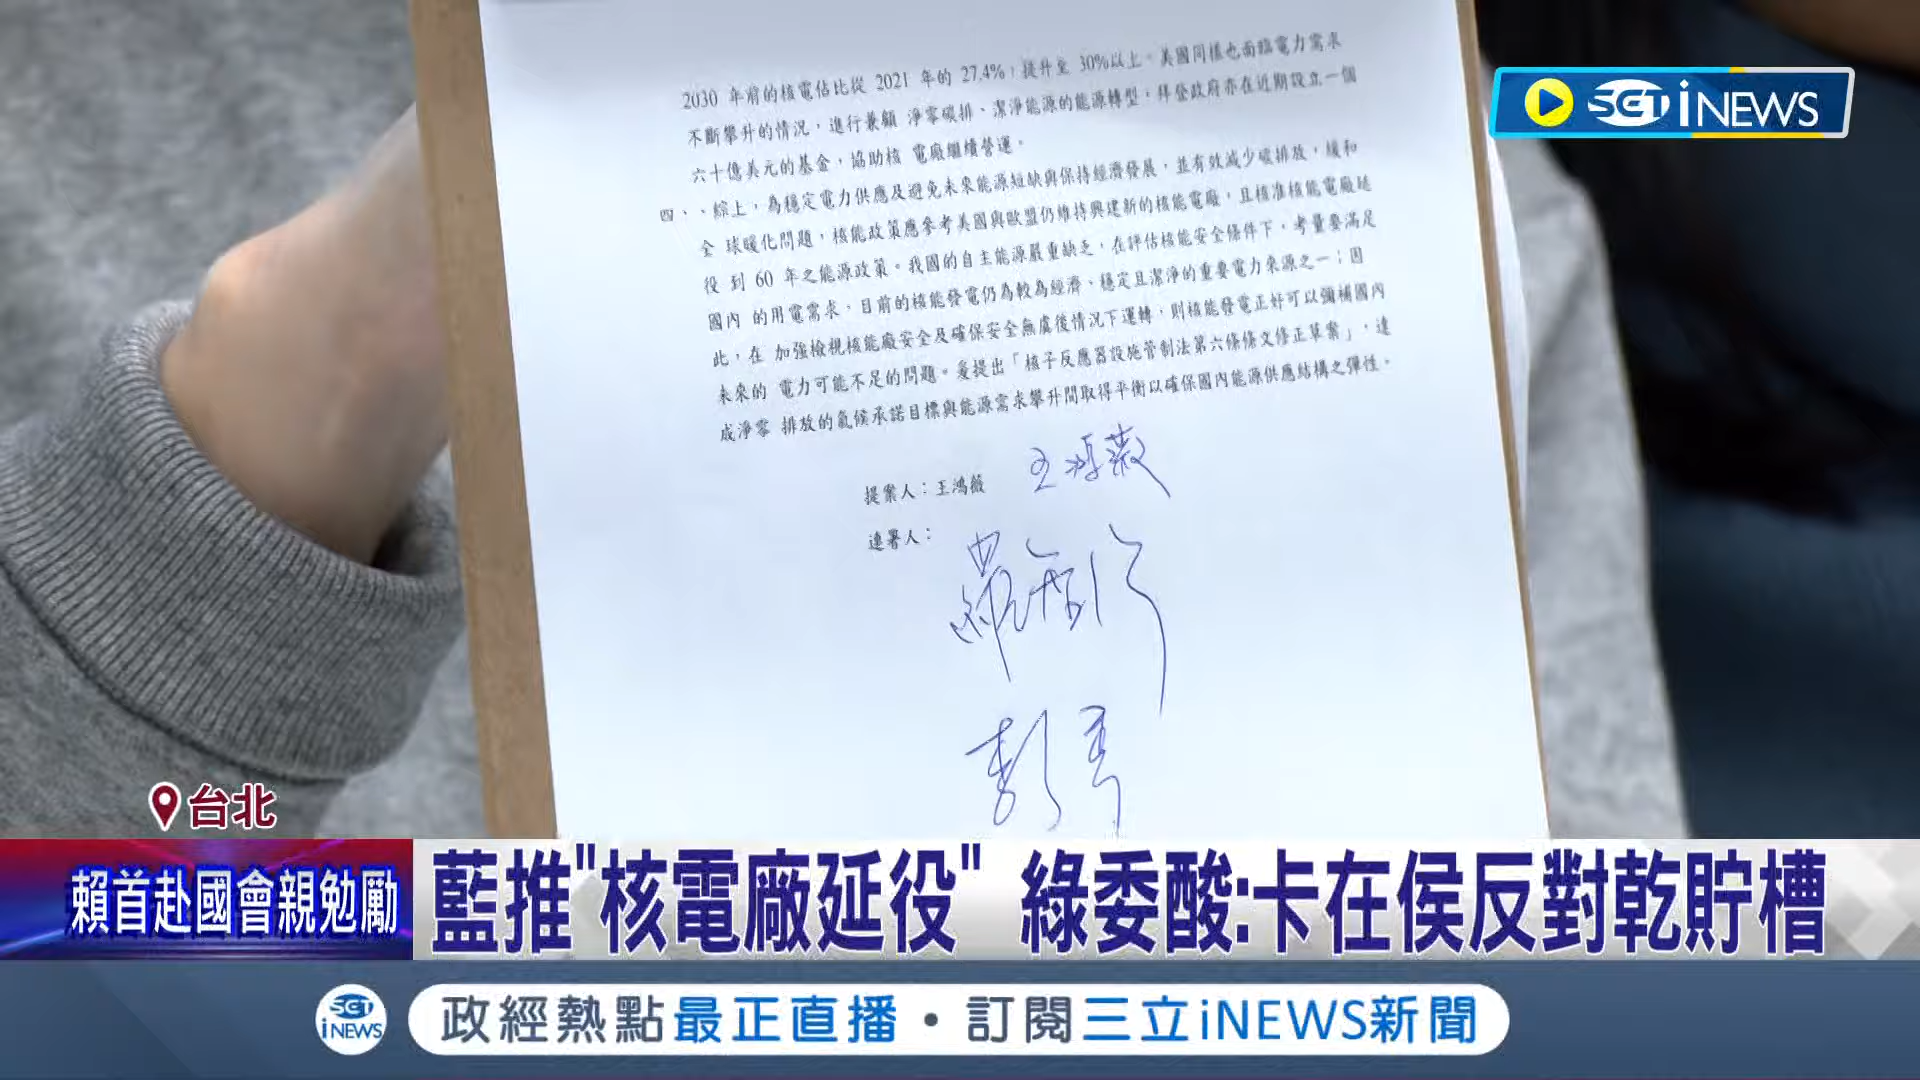 2030 年前的核電佔比從 2021 年的 27.4%，提升至 30%以上。美國同樣也面臨電力需求
不斷攀升的情況，進行兼顧 淨零碳排、潔淨能源的能源轉型，拜登政府亦在近期設立一個
六十億美元的基金，協助核 電廠繼續營運。
四、、綜上，為穩定電力供應及避免未來能源短缺與保持經濟發展，並有效減少碳排放，緩和
全 球暖化問題，核能政策應參考美國與歐盟仍維持興建新的核能電廠，且核准核能電廠延
役 到 60 年之能源政策。我國的自主能源嚴重缺乏，在評估核能安全條件下，考量要滿足
國內 的用電需求，目前的核能發電仍為較為經濟、穩定且潔淨的重要電力來源之一；因
此，在 加強檢視核能廠安全及確保安全無虞後情況下運轉，則核能發電正好可以彌補國內
未來的 電力可能不足的問題。爰提出「核子反應器設施管制法第六條條文修正草案」，達
成淨零 排放的氣候承諾目標與能源需求攀升間取得平衡以確保國內能源供應結構之彈性。
提案人：王鴻薇 王鴻薇
連署人：
SET iNEWS
台北
賴首赴國會親勉勵
藍推"核電廠延役" 綠委酸:卡在侯反對乾貯槽
SET iNEWS 政經熱點最正直播・訂閱三立iNEWS新聞